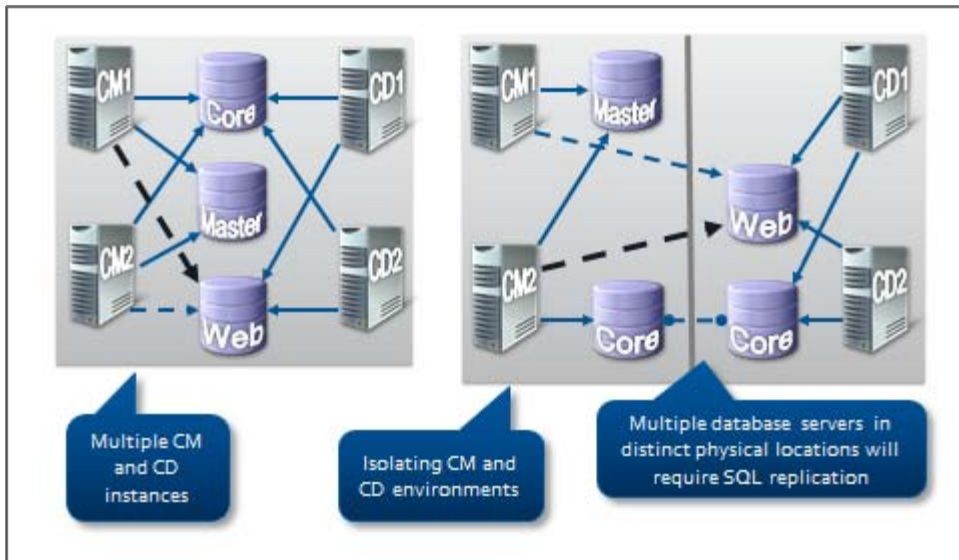 CM1
Core
CD1
Master
CM2
CD2
Web
CM1
Master
CD1
Web
CM2
CD2
Core
Core
Multiple CM
and CD
instances
Isolating CM and
CD environments
Multiple database servers in
distinct physical locations will
require SQL replication